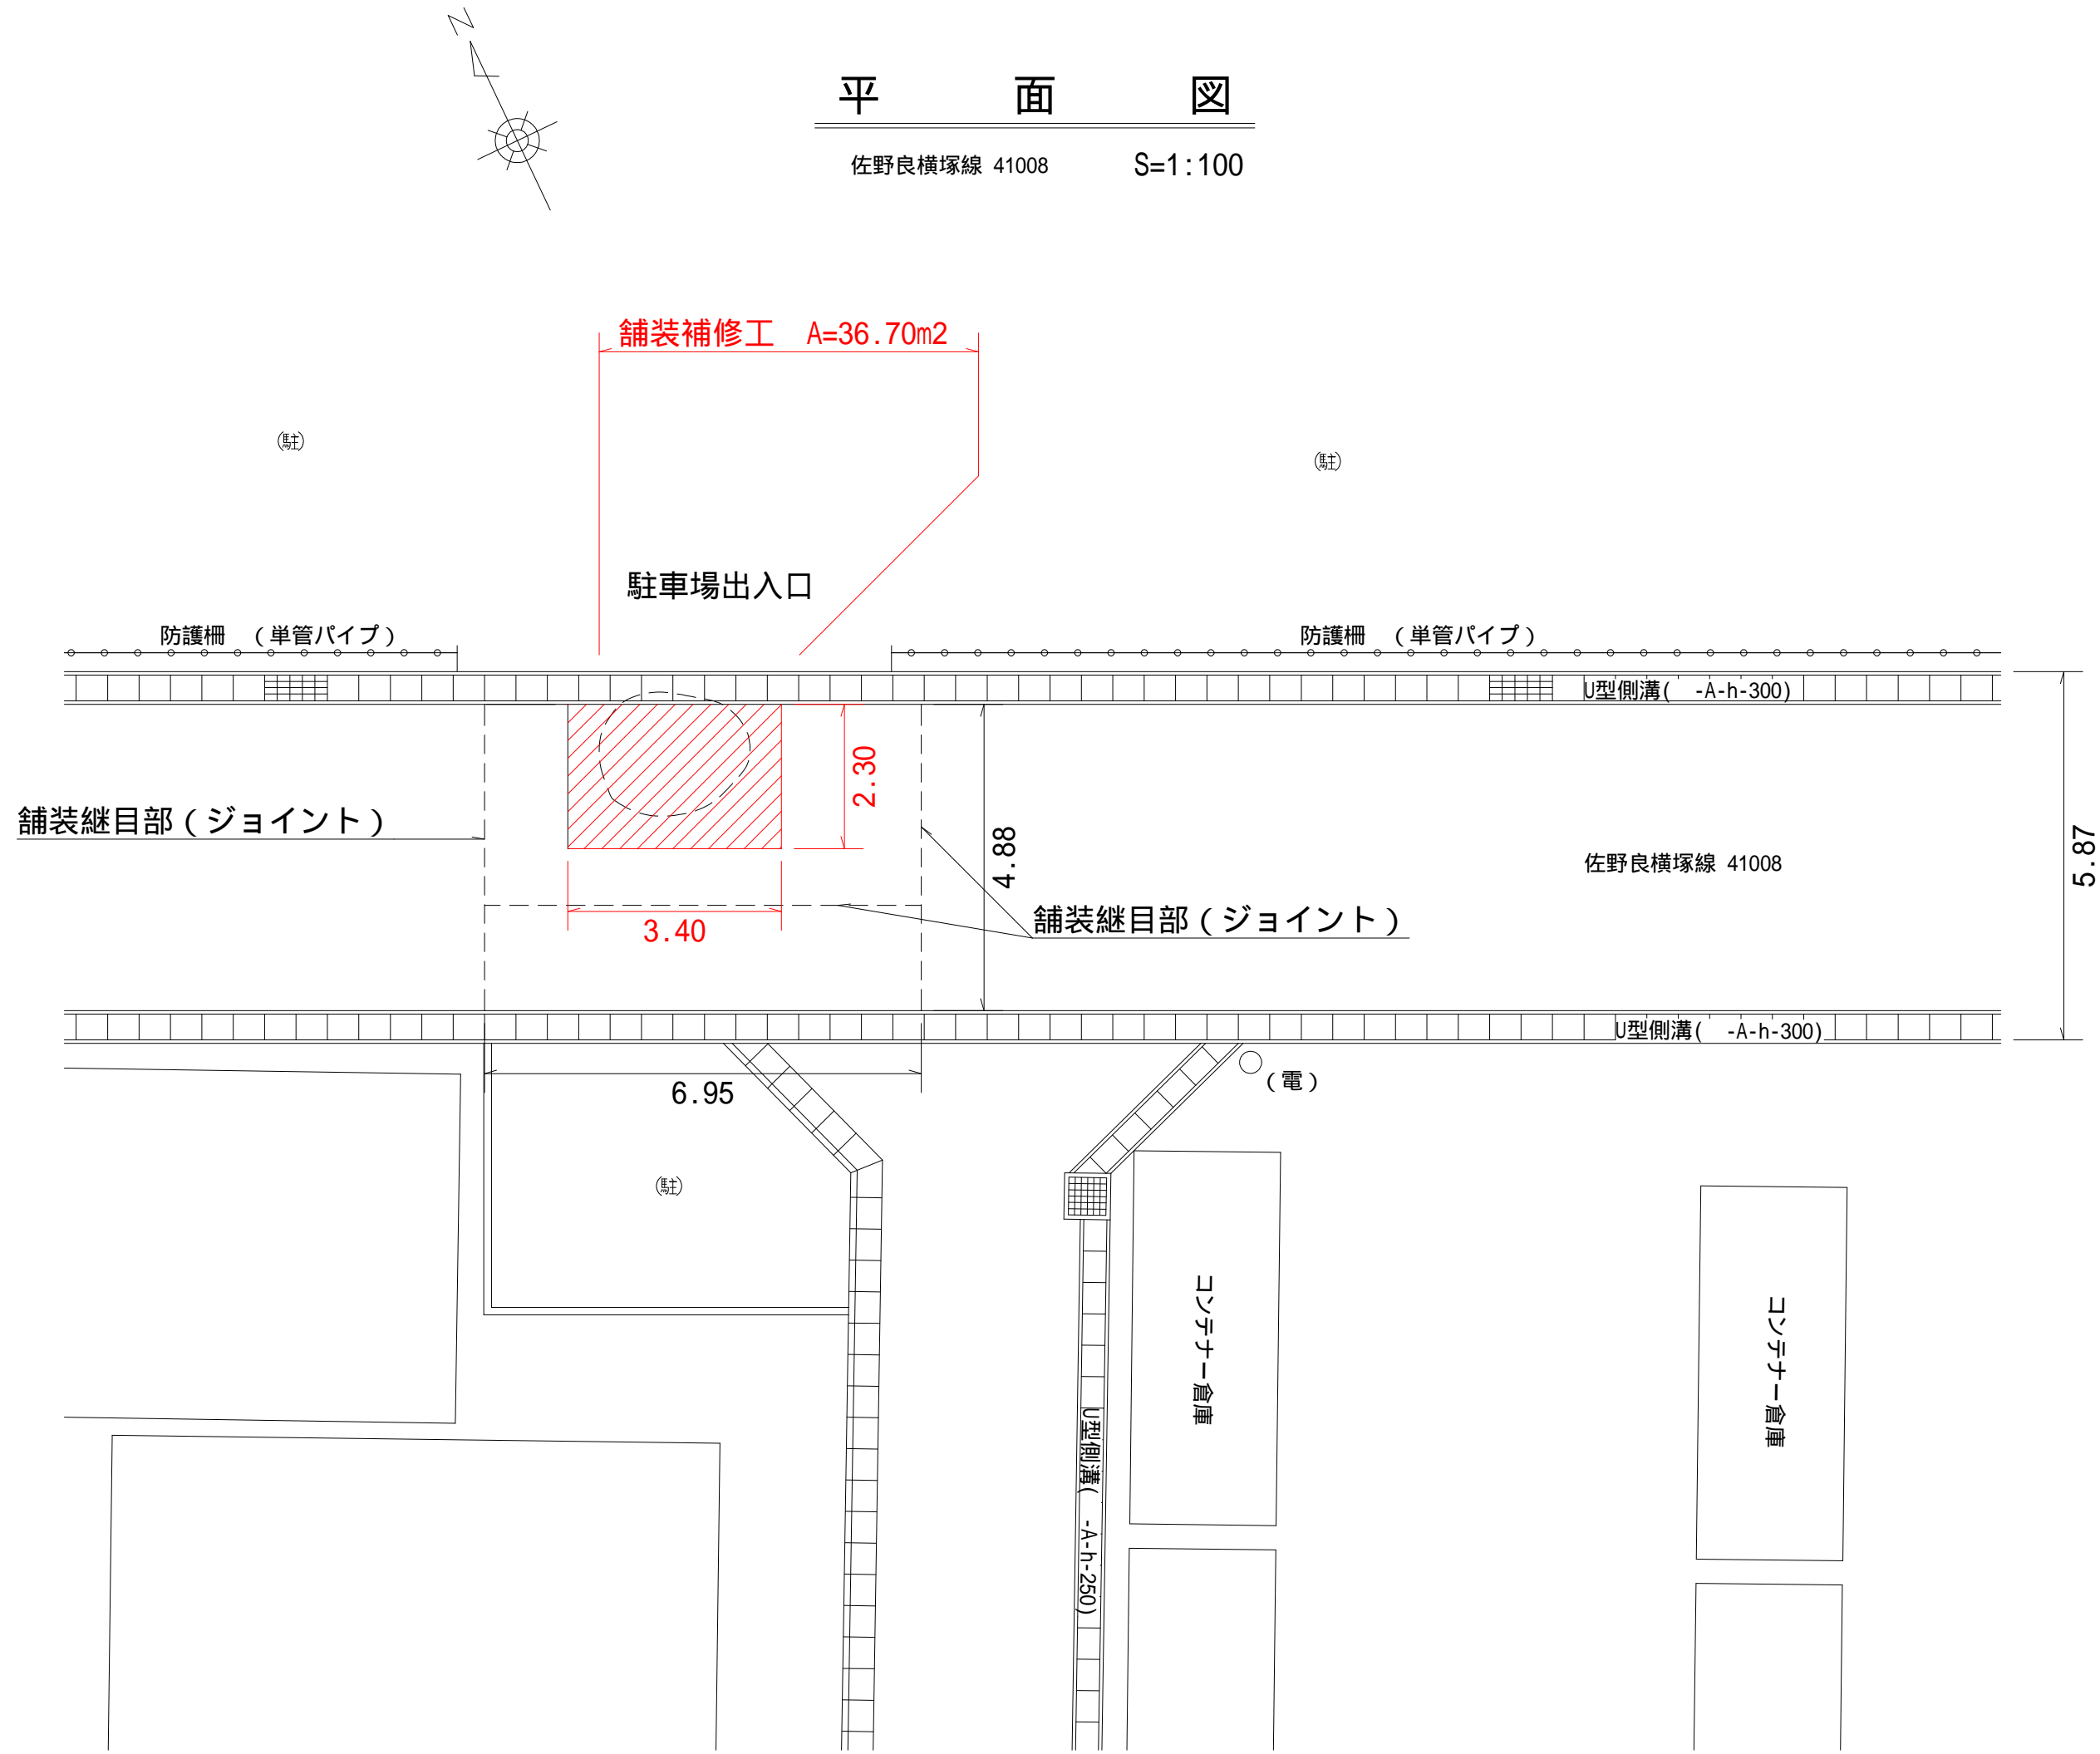 N
平 面 図
佐野良横塚線 41008 S=1:100
舗装補修工 A=36.70m2
(駐)
(駐)
駐車場出入口
防護柵 (単管パイプ)
防護柵 (単管パイプ)
U型側溝( -A-h-300)
2.30
舗装継目部(ジョイント)
4.88
5.87
佐野良横塚線 41008
舗装継目部(ジョイント)
3.40
U型側溝( -A-h-300)
6.95
(電)
(駐)
コンテナー倉庫
コンテナー倉庫
U型側溝( -A-h-250)